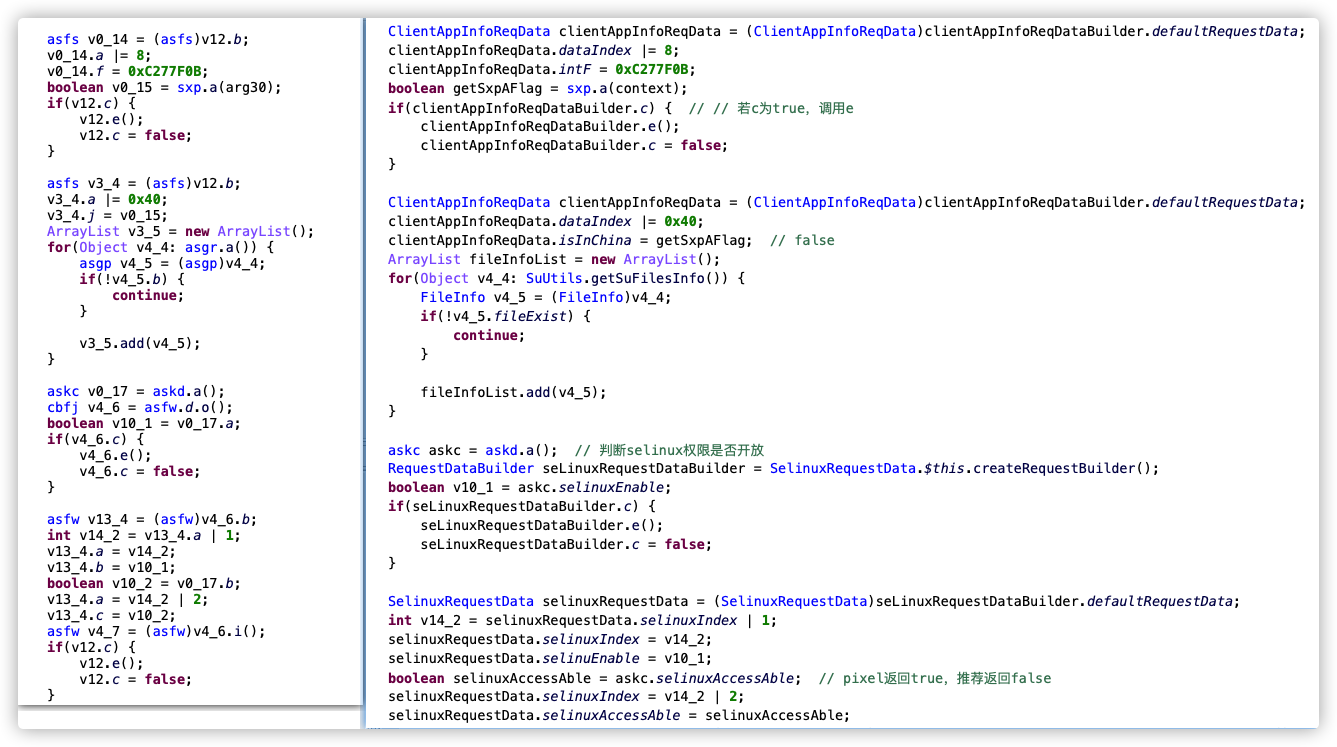 asfs v0_14 = (asfs)v12.b;
v0_14.a |= 8;
v0_14.f = 0xC277F0B;
boolean v0_15 = sxp.a(arg30);
if(v12.c) {
    v12.e();
    v12.c = false;
}

asfs v3_4 = (asfs)v12.b;
v3_4.a |= 0x40;
v3_4.j = v0_15;
ArrayList v3_5 = new ArrayList();
for(Object v4_4: asgr.a()) {
    asgp v4_5 = (asgp)v4_4;
    if(!v4_5.b) {
        continue;
    }

    v3_5.add(v4_5);
}

askc v0_17 = askd.a();
cbfj v4_6 = asfw.d.o();
boolean v10_1 = v0_17.a;
if(v4_6.c) {
    v4_6.e();
    v4_6.c = false;
}

asfw v13_4 = (asfw)v4_6.b;
int v14_2 = v13_4.a | 1;
v13_4.a = v14_2;
v13_4.b = v10_1;
boolean v10_2 = v0_17.b;
v13_4.a = v14_2 | 2;
v13_4.c = v10_2;
asfw v4_7 = (asfw)v4_6.i();
if(v12.c) {
    v12.e();
    v12.c = false;
}

ClientAppInfoReqData clientAppInfoReqData = (ClientAppInfoReqData)clientAppInfoReqDataBuilder.defaultRequestData;
clientAppInfoReqData.dataIndex |= 8;
clientAppInfoReqData.intF = 0xC277F0B;
boolean getSxpAFlag = sxp.a(context);
if(clientAppInfoReqDataBuilder.c) {  // // 若c为true，调用e
    clientAppInfoReqDataBuilder.e();
    clientAppInfoReqDataBuilder.c = false;
}

ClientAppInfoReqData clientAppInfoReqData = (ClientAppInfoReqData)clientAppInfoReqDataBuilder.defaultRequestData;
clientAppInfoReqData.dataIndex |= 0x40;
clientAppInfoReqData.isInChina = getSxpAFlag;  // false
ArrayList fileInfoList = new ArrayList();
for(Object v4_4: SuUtils.getSuFilesInfo()) {
    FileInfo v4_5 = (FileInfo)v4_4;
    if(!v4_5.fileExist) {
        continue;
    }

    fileInfoList.add(v4_5);
}

askc askc = askd.a();  // 判断selinux权限是否开放
RequestDataBuilder seLinuxRequestDataBuilder = SelinuxRequestData.$this.createRequestBuilder();
boolean v10_1 = askc.selinuxEnable;
if(seLinuxRequestDataBuilder.c) {
    seLinuxRequestDataBuilder.e();
    seLinuxRequestDataBuilder.c = false;
}

SelinuxRequestData selinuxRequestData = (SelinuxRequestData)seLinuxRequestDataBuilder.defaultRequestData;
int v14_2 = selinuxRequestData.selinuxIndex | 1;
selinuxRequestData.selinuxIndex = v14_2;
selinuxRequestData.selinuEnable = v10_1;
boolean selinuxAccessAble = askc.selinuxAccessAble;  // pixel返回true，推荐返回false
selinuxRequestData.selinuxIndex = v14_2 | 2;
selinuxRequestData.selinuxAccessAble = selinuxAccessAble;